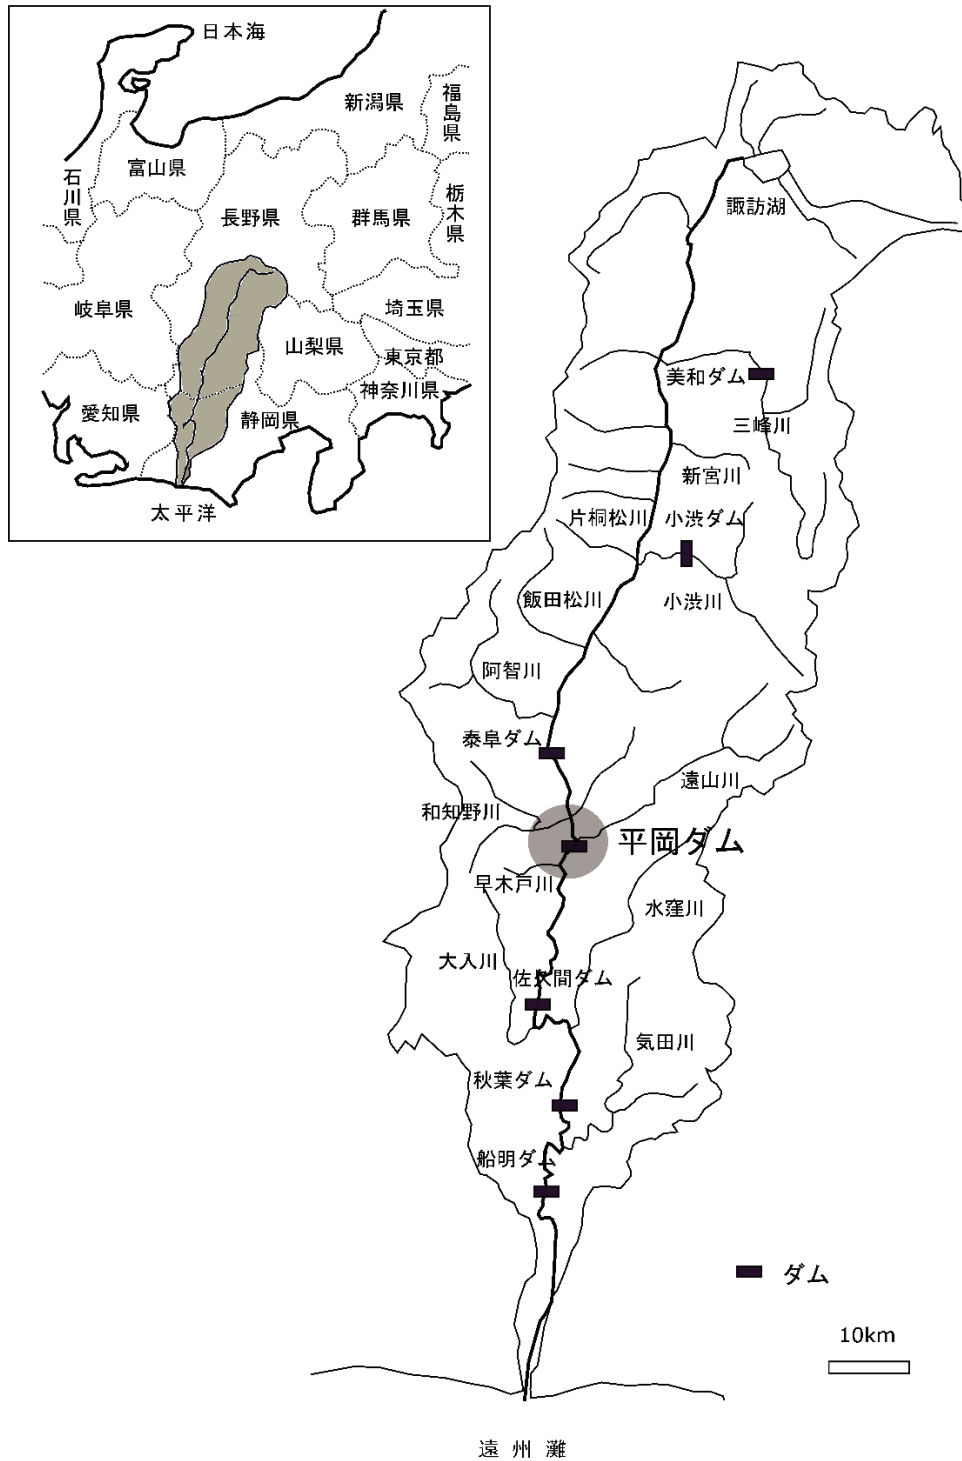 日本海
新潟県
福島県
富山県
石川県
長野県
群馬県
栃木県
岐阜県
埼玉県
山梨県
東京都
神奈川県
愛知県
静岡県
太平洋
諏訪湖
美和ダム
三峰川
新宮川
片桐松川
小渋ダム
飯田松川
小渋川
阿智川
泰阜ダム
遠山川
和知野川
平岡ダム
早木戸川
水窪川
大入川
佐久間ダム
気田川
秋葉ダム
船明ダム
ダム
10km
遠州灘